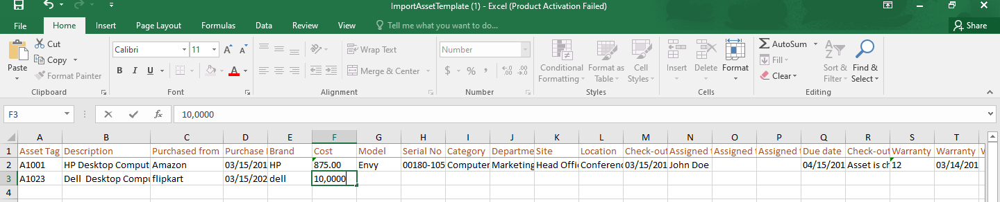 ImportAssetTemplate (1) - Excel (Product Activation Failed)
File Home Insert Page Layout Formulas Data Review View Tell me what you want to do... Share
Paste Cut Copy Format Painter
Clipboard
Calibri 11
B I U A
Font
Wrap Text
Merge & Center
Alignment
Number
$ % ,
Number
Conditional Formatting Format as Table Cell Styles
Styles
Insert Delete Format
Cells
AutoSum
Fill
Clear
Sort & Filter Find & Select
Editing
F3 fx 10,0000
A B C D E F G H I J K L M N O P Q R S T
1 Asset Tag Description Purchased from Purchase Brand Cost Model Serial No Category Departme Site Location Check-out Assigned Assigned Assigned Due date Check-out Warranty Warranty
2 A1001 HP Desktop Comput Amazon 03/15/201 HP 875.00 Envy 00180-105 Computer Marketing Head Offi Conferenc 03/15/201 John Doe 04/15/201 Asset is ch 12 03/14/201
3 A1023 Dell Desktop Compu flipkart 03/15/202 dell 10,0000
4